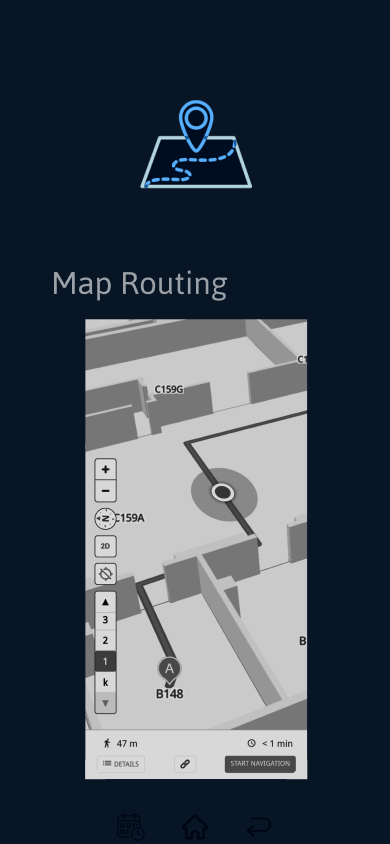 Map Routing
C1
C159G
+
−
N
C159A
2D
▲
3
2
1
k
▼
A
B
B148
47 m
< 1 min
DETAILS
START NAVIGATION